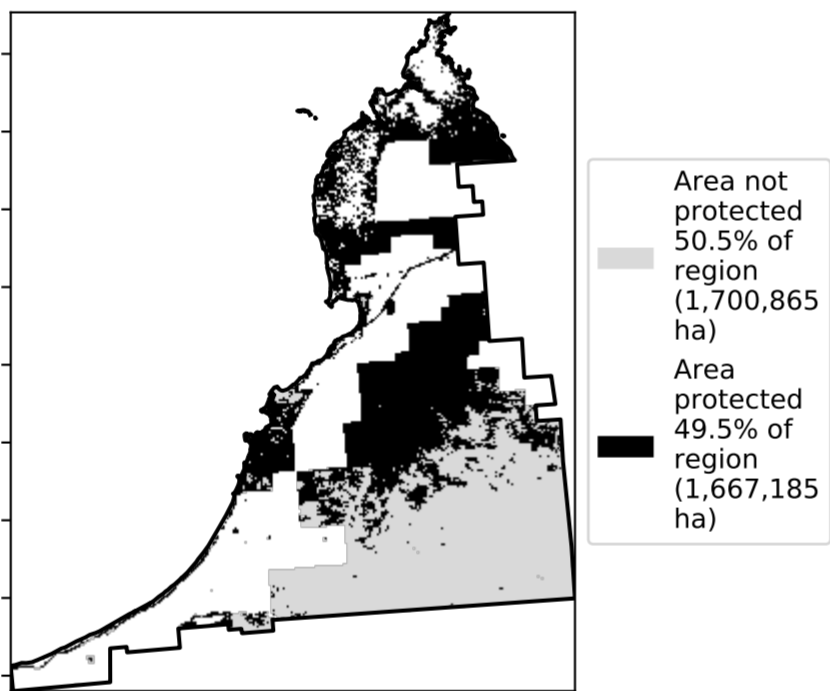 Area not
protected
50.5% of
region
(1,700,865
ha)
Area
protected
49.5% of
region
(1,667,185
ha)